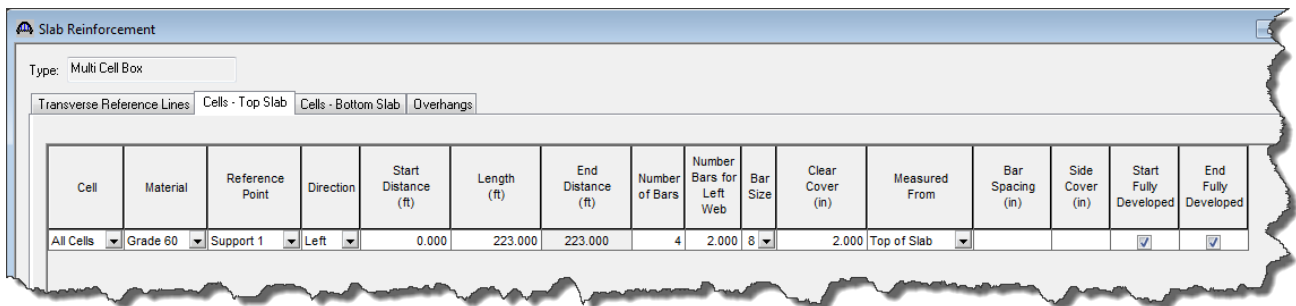 Slab Reinforcement
Type: Multi Cell Box
Transverse Reference Lines Cells - Top Slab Cells - Bottom Slab Overhangs
Cell Material Reference Point Direction Start Distance (ft) Length (ft) End Distance (ft) Number of Bars Number Bars for Left Web Bar Size Clear Cover (in) Measured From Bar Spacing (in) Side Cover (in) Start Fully Developed End Fully Developed
All Cells Grade 60 Support 1 Left 0.000 223.000 223.000 4 2.000 8 2.000 Top of Slab